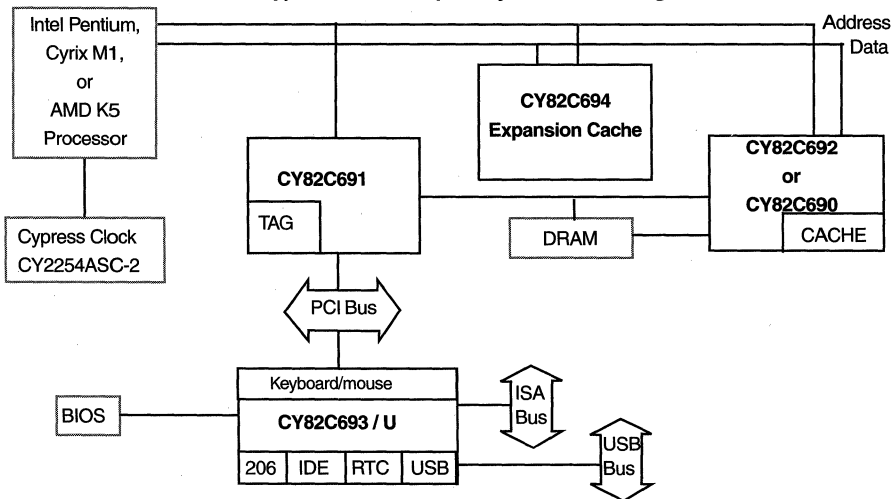 Intel Pentium,
Cyrix M1,
or
AMD K5
Processor
Address
Data
CY82C694
Expansion Cache
CY82C691
TAG
CY82C692
or
CY82C690
CACHE
Cypress Clock
CY2254ASC-2
DRAM
PCI Bus
Keyboard/mouse
CY82C693 / U
206
IDE
RTC
USB
BIOS
ISA
Bus
USB
Bus